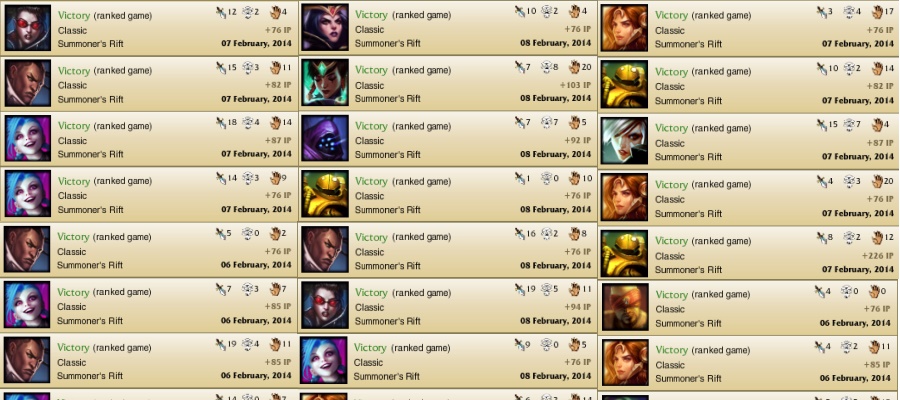 Victory (ranked game) 12 2 4
Classic +76 IP
Summoner's Rift 07 February, 2014
Victory (ranked game) 15 3 11
Classic +82 IP
Summoner's Rift 07 February, 2014
Victory (ranked game) 18 4 14
Classic +87 IP
Summoner's Rift 07 February, 2014
Victory (ranked game) 14 3 9
Classic +76 IP
Summoner's Rift 07 February, 2014
Victory (ranked game) 5 0 2
Classic +76 IP
Summoner's Rift 06 February, 2014
Victory (ranked game) 7 3 7
Classic +85 IP
Summoner's Rift 06 February, 2014
Victory (ranked game) 19 4 11
Classic +85 IP
Summoner's Rift 06 February, 2014
Victory (ranked game) 10 2 4
Classic +76 IP
Summoner's Rift 08 February, 2014
Victory (ranked game) 7 8 20
Classic +103 IP
Summoner's Rift 08 February, 2014
Victory (ranked game) 7 7 5
Classic +92 IP
Summoner's Rift 08 February, 2014
Victory (ranked game) 1 0 10
Classic +76 IP
Summoner's Rift 08 February, 2014
Victory (ranked game) 16 2 8
Classic +76 IP
Summoner's Rift 08 February, 2014
Victory (ranked game) 19 5 11
Classic +94 IP
Summoner's Rift 08 February, 2014
Victory (ranked game) 9 0 5
Classic +76 IP
Summoner's Rift 08 February, 2014
Victory (ranked game) 3 4 17
Classic +76 IP
Summoner's Rift 07 February, 2014
Victory (ranked game) 10 2 14
Classic +82 IP
Summoner's Rift 07 February, 2014
Victory (ranked game) 15 7 4
Classic +87 IP
Summoner's Rift 07 February, 2014
Victory (ranked game) 4 3 20
Classic +76 IP
Summoner's Rift 07 February, 2014
Victory (ranked game) 8 2 12
Classic +226 IP
Summoner's Rift 07 February, 2014
Victory (ranked game) 4 0 0
Classic +76 IP
Summoner's Rift 06 February, 2014
Victory (ranked game) 4 2 11
Classic +85 IP
Summoner's Rift 06 February, 2014